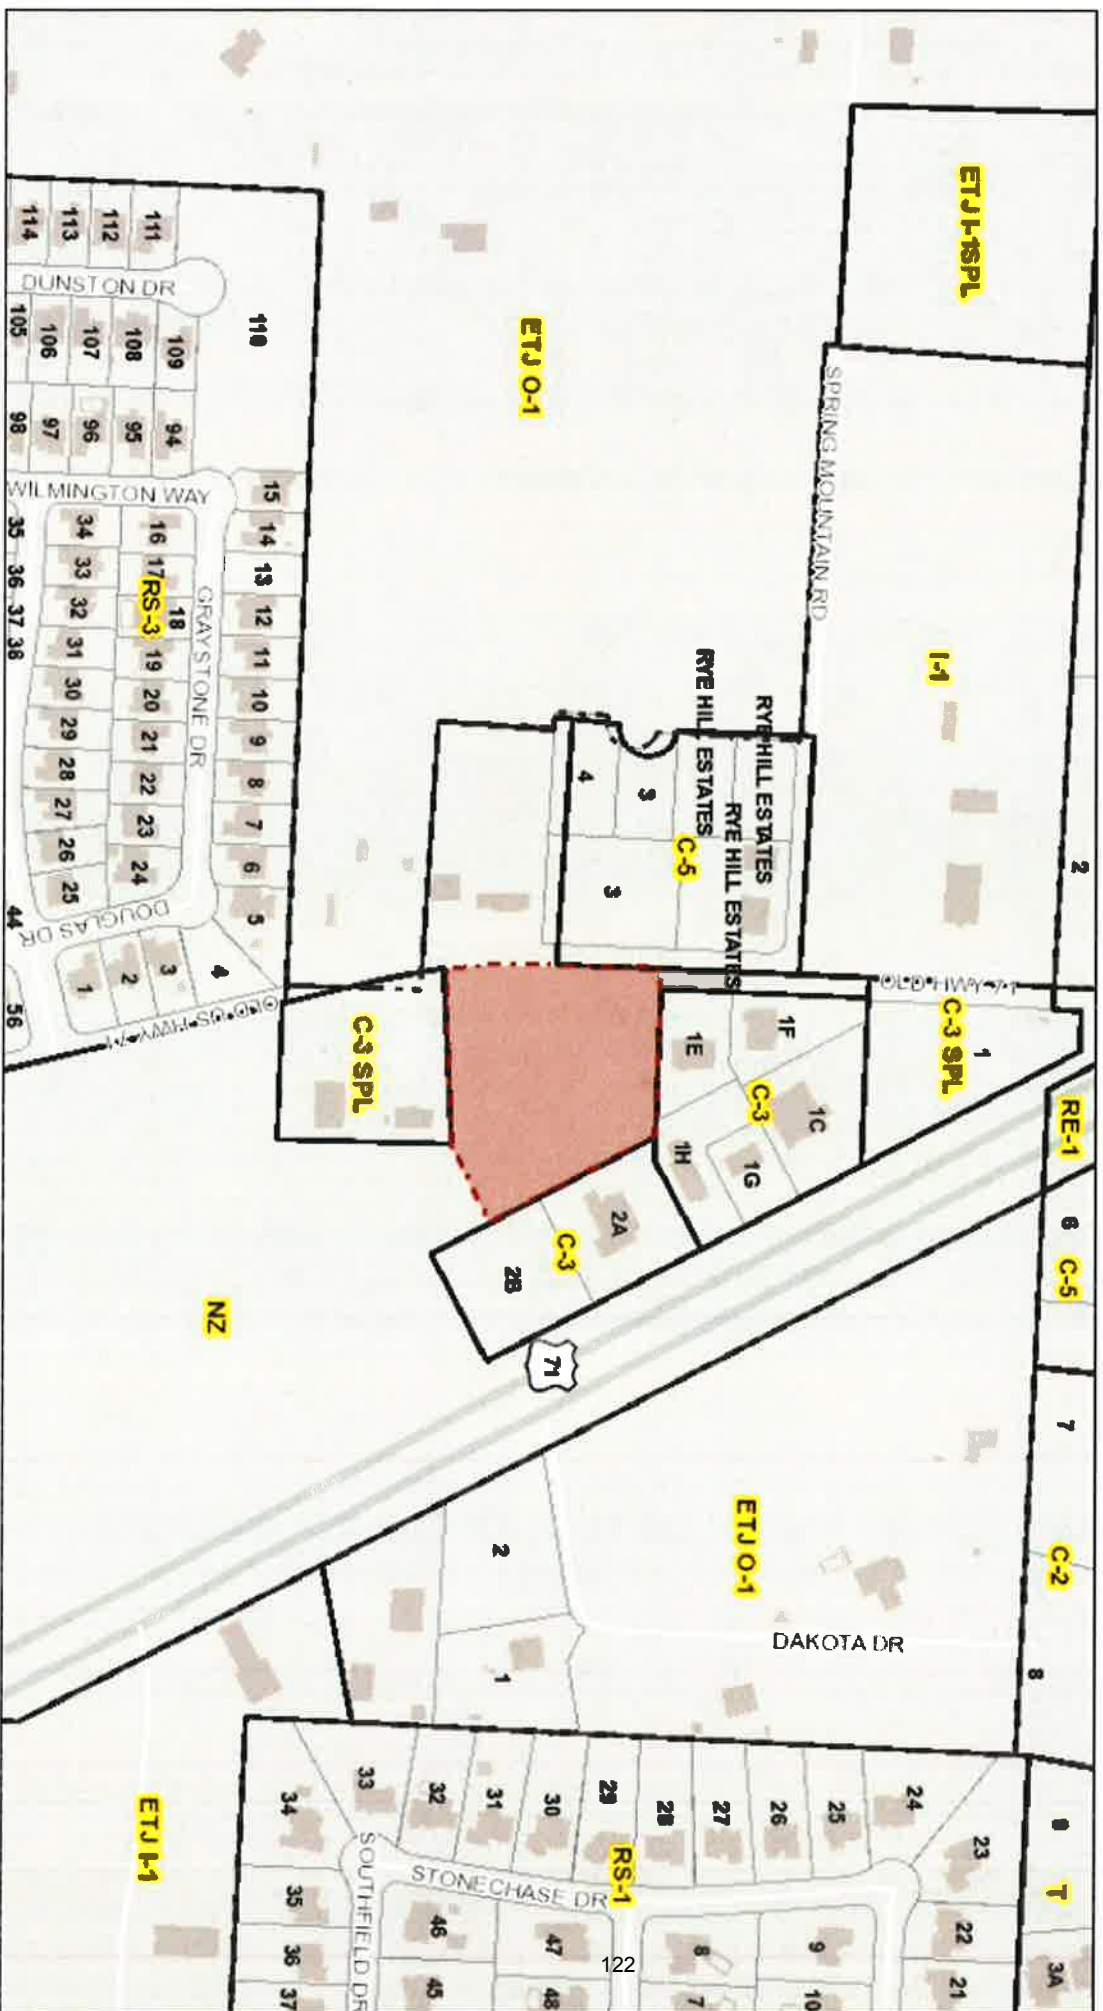 ETJ I-1SPL
SPRING MOUNTAIN RD
I-1
2
ETJ O-1
110
111
112
113
114
DUNSTON DR
109
108
107
106
105
94
95
96
97
98
WILMINGTON WAY
15
14
13
12
11
10
9
8
7
6
5
GRAYSTONE DR
16
17
18
RS-3
19
20
21
22
23
24
34
33
32
31
30
29
28
27
26
25
35
36
37
38
44
56
DOUGLAS DR
4
3
2
1
OLD US HWY 71
RYE HILL ESTATES
RYE HILL ESTATES
RYE HILL ESTATES
C-5
4
3
3
OLD HWY 71
C-3 SPL
1
1F
1E
C-3
1C
1G
1H
C-3 SPL
2A
C-3
2B
71
NZ
RE-1
6
C-5
7
C-2
8
ETJ O-1
DAKOTA DR
2
1
9
T
3A
ETJ I-1
RS-1
23
24
25
26
27
28
29
30
31
32
33
34
35
36
37
SOUTHFIELD DR
STONECHASE DR
46
45
47
48
8
7
9
10
22
21
122